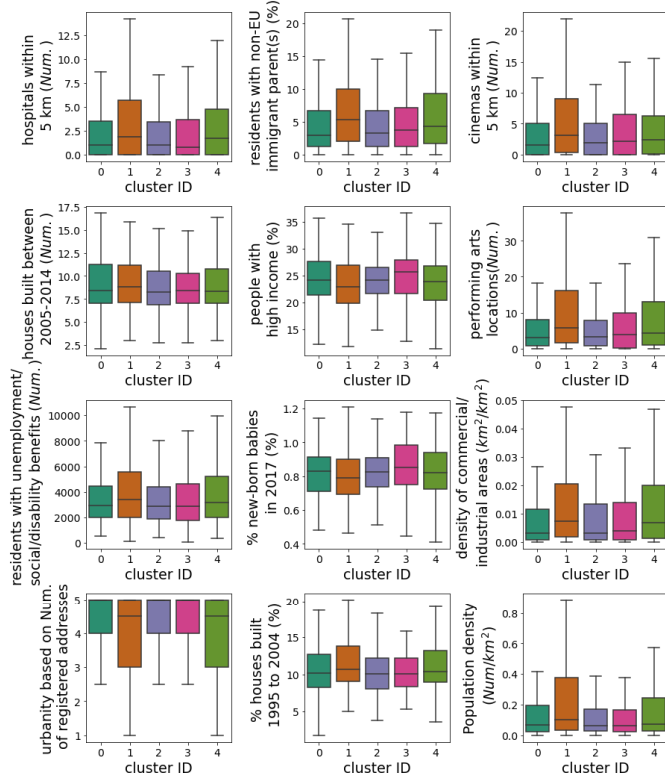 hospitals within
5 km (Num.)
12.5
10.0
7.5
5.0
2.5
0.0
0 1 2 3 4
cluster ID
residents with non-EU
immigrant parent(s) (%)
20
15
10
5
0
0 1 2 3 4
cluster ID
cinemas within
5 km (Num.)
20
15
10
5
0
0 1 2 3 4
cluster ID
houses built between
2005-2014 (Num.)
17.5
15.0
12.5
10.0
7.5
5.0
2.5
0 1 2 3 4
cluster ID
people with
high income (%)
35
30
25
20
15
0 1 2 3 4
cluster ID
performing arts
locations(Num.)
30
20
10
0
0 1 2 3 4
cluster ID
residents with unemployment/
social/disability benefits (Num.)
10000
8000
6000
4000
2000
0
0 1 2 3 4
cluster ID
% new-born babies
in 2017 (%)
1.2
1.0
0.8
0.6
0.4
0 1 2 3 4
cluster ID
density of commercial/
industrial areas (km²/km²)
0.05
0.04
0.03
0.02
0.01
0.00
0 1 2 3 4
cluster ID
urbanity based on Num.
of registered addresses
5
4
3
2
1
0 1 2 3 4
cluster ID
% houses built
1995 to 2004 (%)
20
15
10
5
0 1 2 3 4
cluster ID
Population density
(Num/km²)
0.8
0.6
0.4
0.2
0.0
0 1 2 3 4
cluster ID